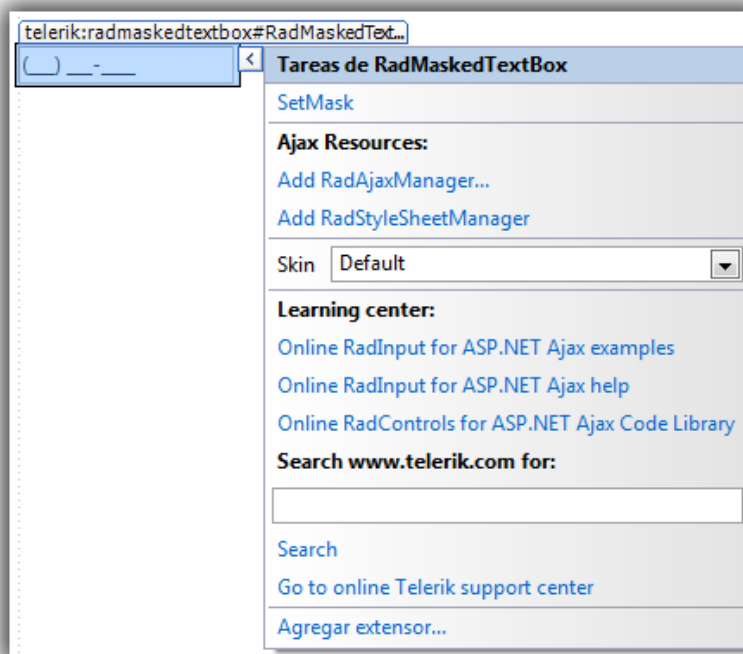 telerik:radmaskedtextbox#RadMaskedText...
(__) __-___
Tareas de RadMaskedTextBox
SetMask
Ajax Resources:
Add RadAjaxManager...
Add RadStyleSheetManager
Skin Default
Learning center:
Online RadInput for ASP.NET Ajax examples
Online RadInput for ASP.NET Ajax help
Online RadControls for ASP.NET Ajax Code Library
Search www.telerik.com for:
Search
Go to online Telerik support center
Agregar extensor...